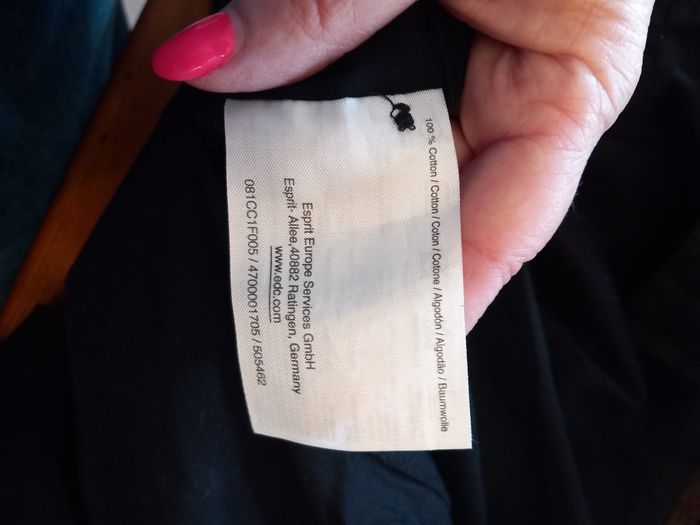 100 % Cotton / Cotton / Coton / Cotone / Algodón / Algodão / Baumwolle
Esprit Europe Services GmbH
Esprit- Allee,40882 Ratingen, Germany
www.edc.com
081CC1F005 / 4700001705 / 505462